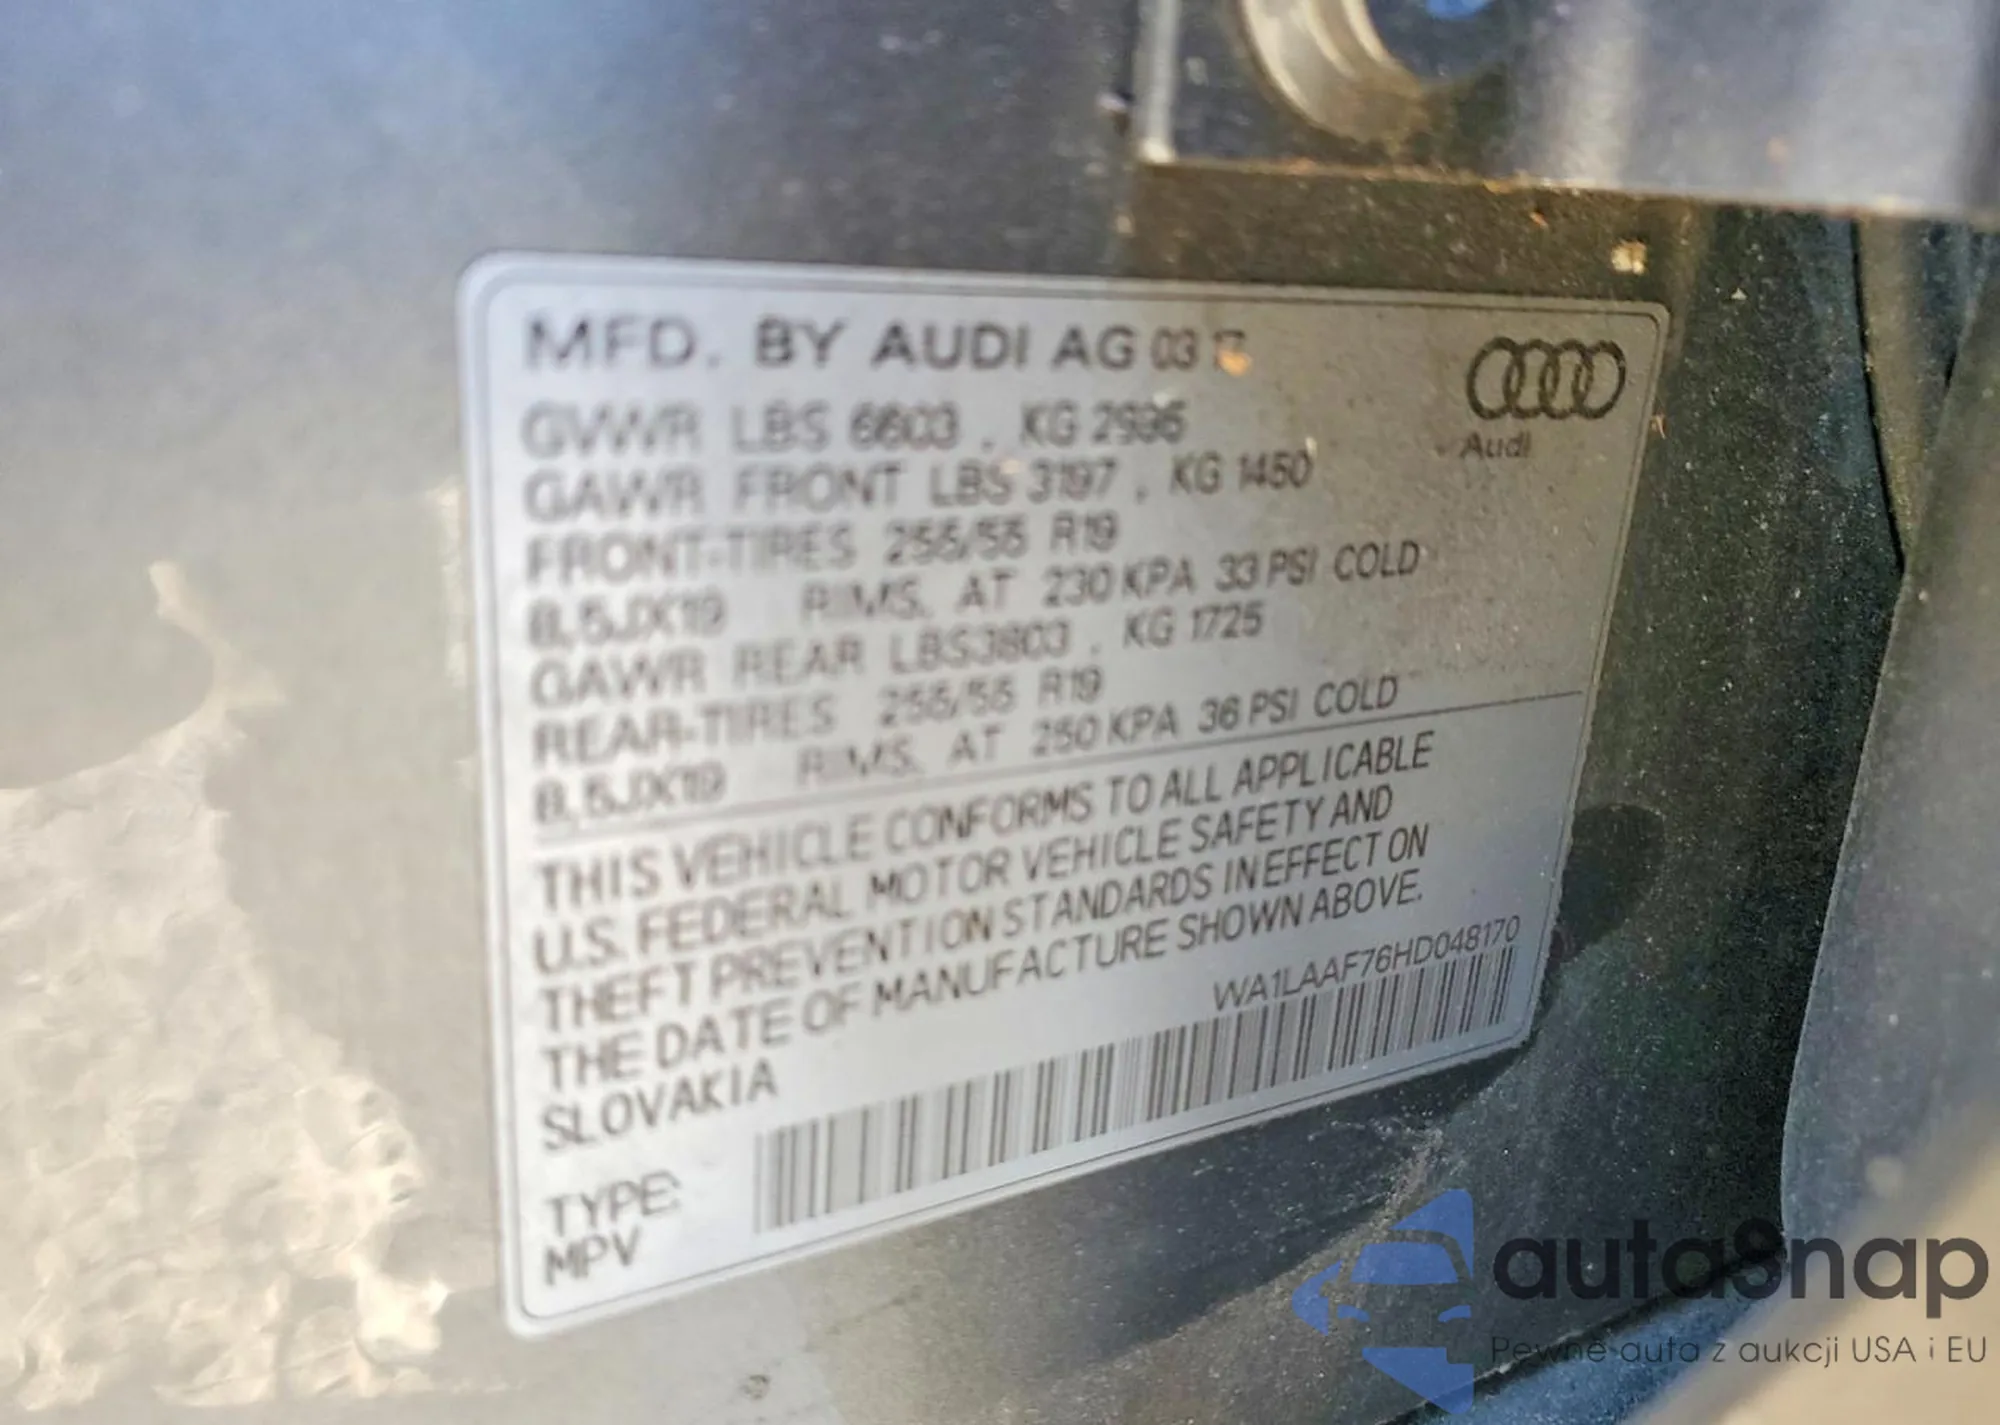 MFD. BY AUDI AG 03 17
GVWR LBS 6603 , KG 2995
GAWR FRONT LBS 3197 , KG 1450
FRONT-TIRES 255/55 R19
8,5JX19 RIMS. AT 230 KPA 33 PSI COLD
GAWR REAR LBS3803 , KG 1725
REAR-TIRES 255/55 R19
8,5JX19 RIMS. AT 250 KPA 36 PSI COLD
Audi
THIS VEHICLE CONFORMS TO ALL APPLICABLE
U.S. FEDERAL MOTOR VEHICLE SAFETY AND
THEFT PREVENTION STANDARDS IN EFFECT ON
THE DATE OF MANUFACTURE SHOWN ABOVE.
SLOVAKIA
WA1LAAF76HD048170
TYPE:
MPV
autasnap
Pewne auta z aukcji USA i EU